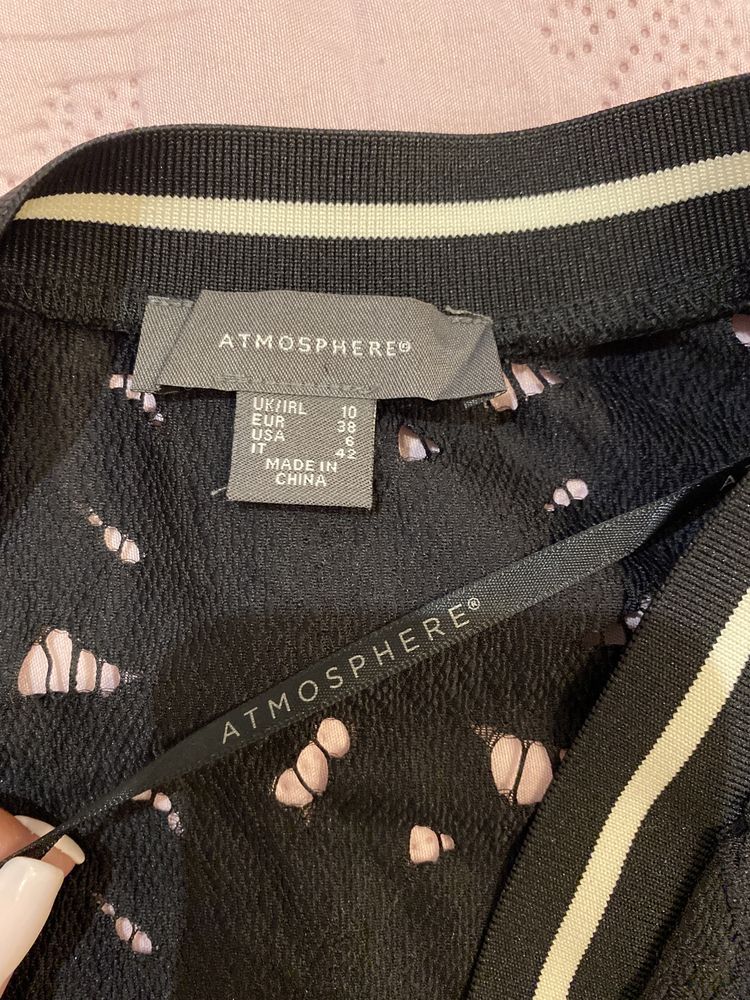 ATMOSPHERE®
UK/IRL 10
EUR 38
USA 6
IT 42
MADE IN
CHINA
ATMOSPHERE®
A